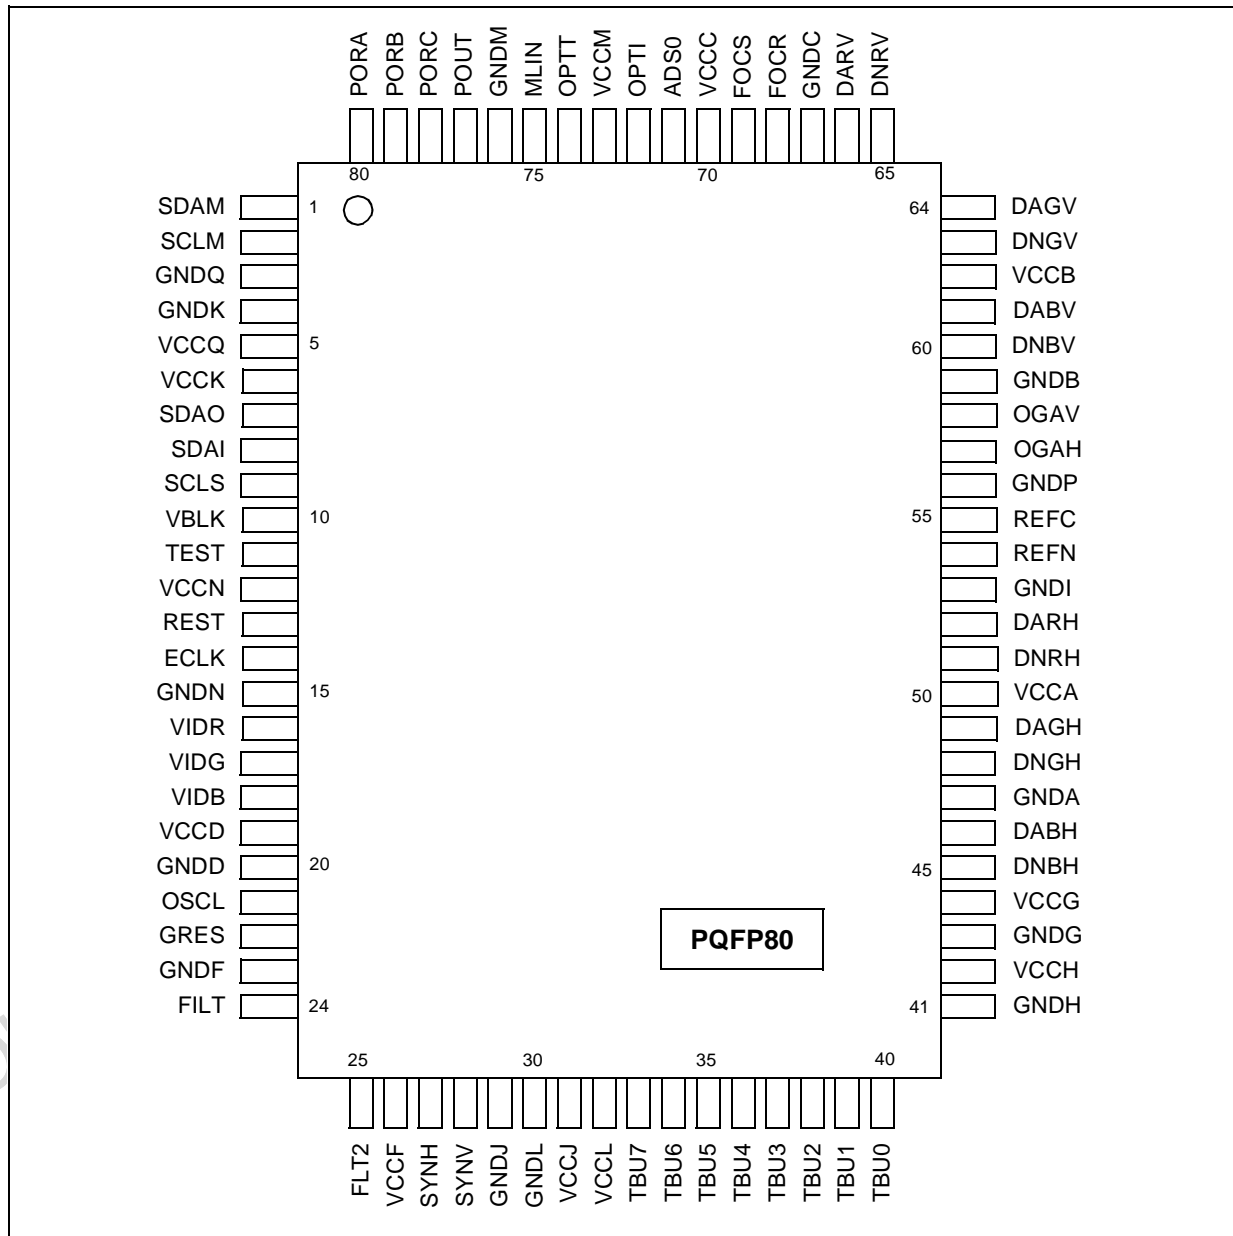 PORA PORB PORC POUT GNDM MLIN OPTT VCCM OPTI ADS0 VCCC FOCS FOCR GNDC DARV DNRV
80 75 70 65
SDAM 1 64 DAGV
SCLM DNGV
GNDQ VCCB
GNDK DABV
VCCQ 5 60 DNBV
VCCK GNDB
SDAO OGAV
SDAI OGAH
SCLS GNDP
VBLK 10 55 REFC
TEST REFN
VCCN GNDI
REST DARH
ECLK DNRH
GNDN 15 50 VCCA
VIDR DAGH
VIDG DNGH
VIDB GNDA
VCCD DABH
GNDD 20 45 DNBH
OSCL VCCG
GRES PQFP80 GNDG
GNDF VCCH
FILT 24 41 GNDH
25 30 35 40
FLT2 VCCF SYNH SYNV GNDJ GNDL VCCJ VCCL TBU7 TBU6 TBU5 TBU4 TBU3 TBU2 TBU1 TBU0